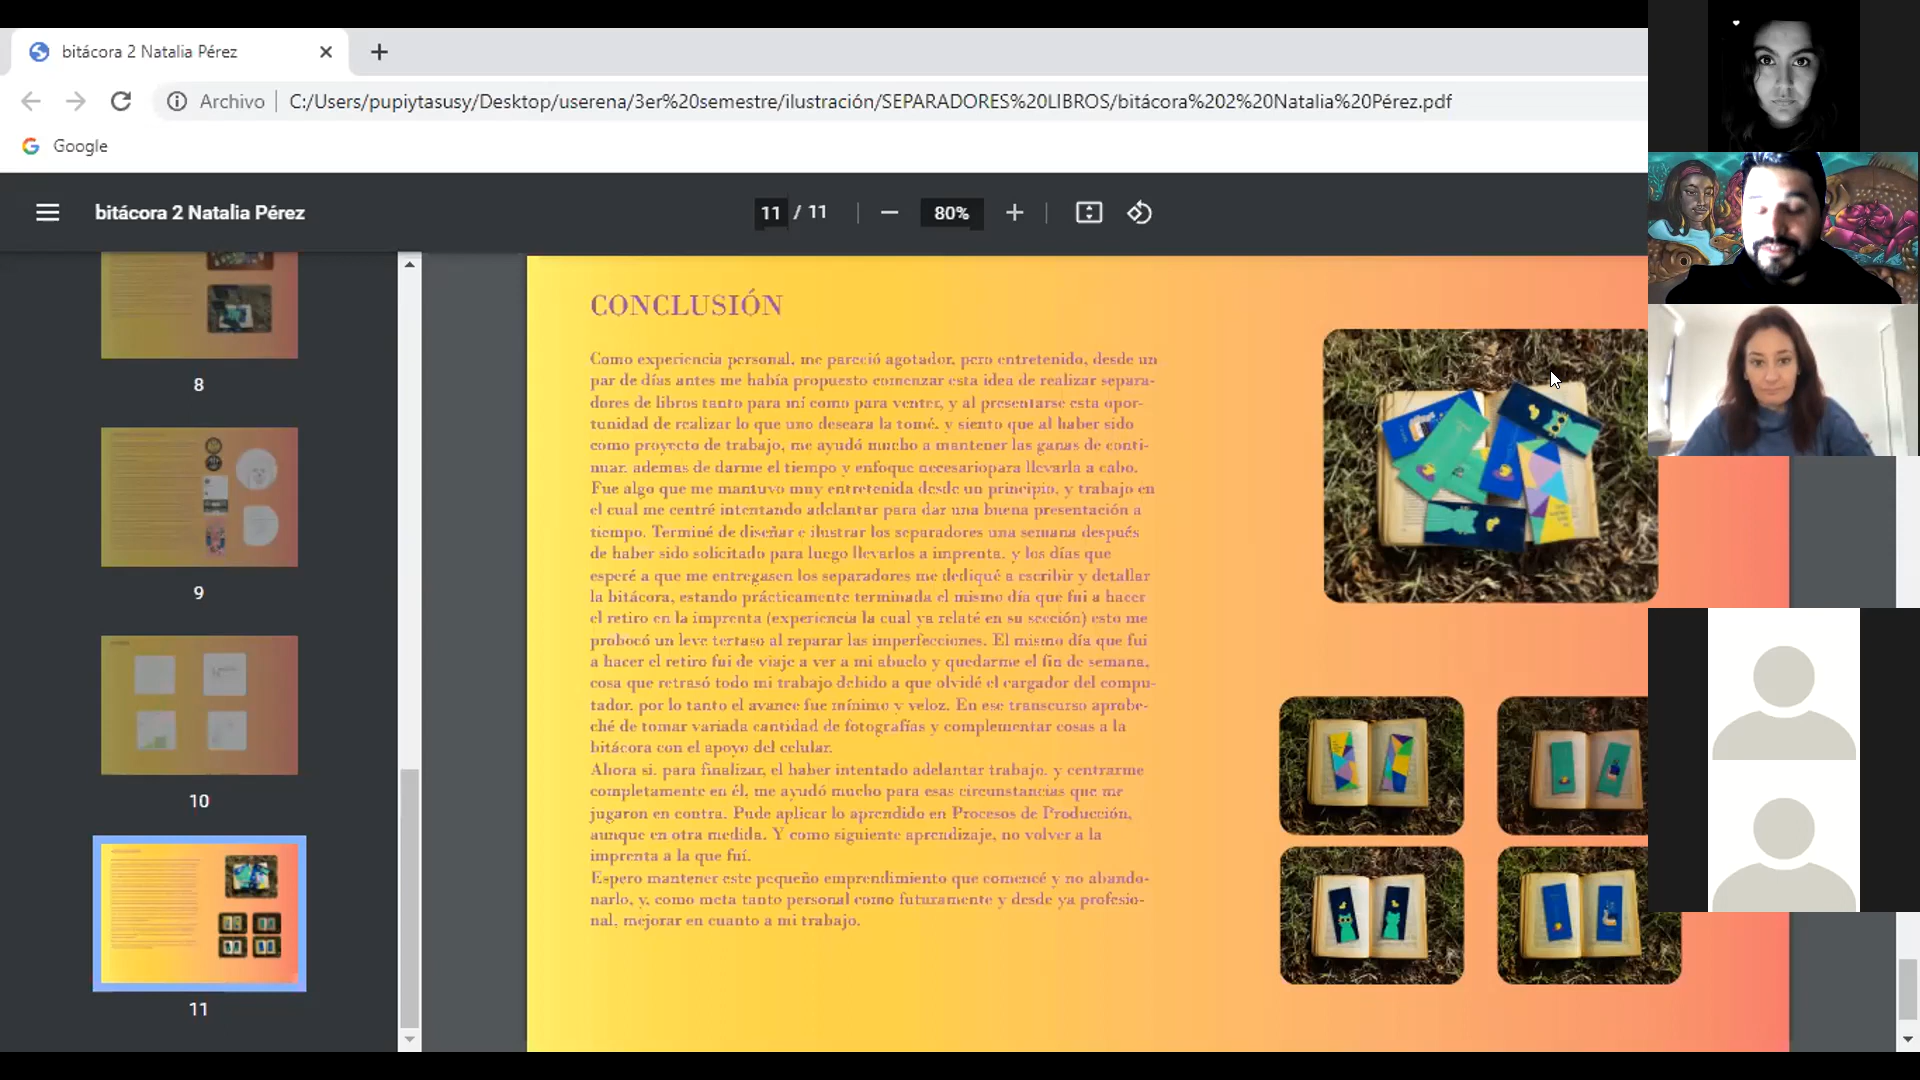 bitácora 2 Natalia Pérez
Archivo
C:/Users/pupiytasusy/Desktop/userena/3er%20semestre/ilustración/SEPARADORES%20LIBROS/bitácora%202%20Natalia%20Pérez.pdf
Google
bitácora 2 Natalia Pérez
11 / 11
80%
8
9
10
11
CONCLUSIÓN
Como experiencia personal, me pareció agotador, pero entretenido, desde un
par de días antes me había propuesto comenzar esta idea de realizar separa-
dores de libros tanto para mí como para venter, y al presentarse esta opor-
tunidad de realizar lo que uno deseara la tomé, y siento que al haber sido
como proyecto de trabajo, me ayudó mucho a mantener las ganas de conti-
nuar, ademas de darme el tiempo y enfoque necesariopara llevarla a cabo.
Fue algo que me mantuvo muy entretenida desde un principio, y trabajo en
el cual me centré intentando adelantar para dar una buena presentación a
tiempo. Terminé de diseñar e ilustrar los separadores una semana después
de haber sido solicitado para luego llevarlos a imprenta, y los días que
esperé a que me entregasen los separadores me dediqué a escribir y detallar
la bitácora, estando prácticamente terminada el mismo día que fui a hacer
el retiro en la imprenta (experiencia la cual ya relaté en su sección) esto me
probocó un leve terraso al reparar las imperfecciones. El mismo día que fui
a hacer el retiro fui de viaje a ver a mi abuelo y quedarme el fin de semana,
cosa que retrasó todo mi trabajo debido a que olvidé el cargador del compu-
tador, por lo tanto el avance fue mínimo y veloz. En ese transcurso aprobe-
ché de tomar variada cantidad de fotografías y complementar cosas a la
bitácora con el apoyo del celular.
Ahora si, para finalizar, el haber intentado adelantar trabajo, y centrarme
completamente en él, me ayudó mucho para esas circunstancias que me
jugaron en contra. Pude aplicar lo aprendido en Procesos de Producción,
aunque en otra medida. Y como siguiente aprendizaje, no volver a la
imprenta a la que fuí.
Espero mantener este pequeño emprendimiento que comencé y no abando-
narlo, y, como meta tanto personal como futuramente y desde ya profesio-
nal, mejorar en cuanto a mi trabajo.